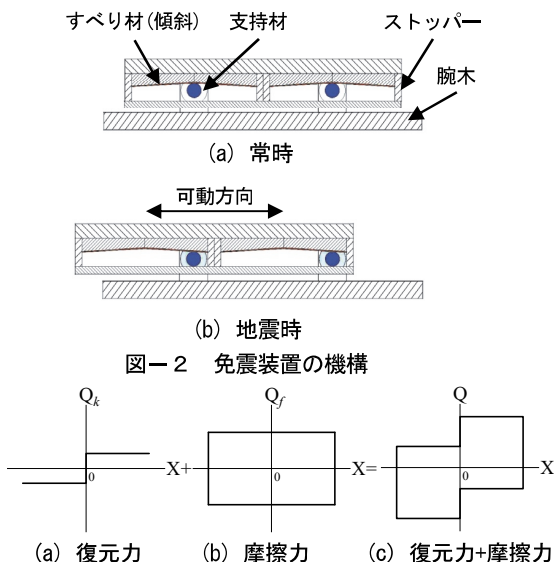 すべり材(傾斜) 支持材 ストッパー
腕木
(a) 常時
可動方向
(b) 地震時
図－２ 免震装置の機構
Qk Qf Q
0 X+ 0 X= 0 X
(a) 復元力 (b) 摩擦力 (c) 復元力+摩擦力